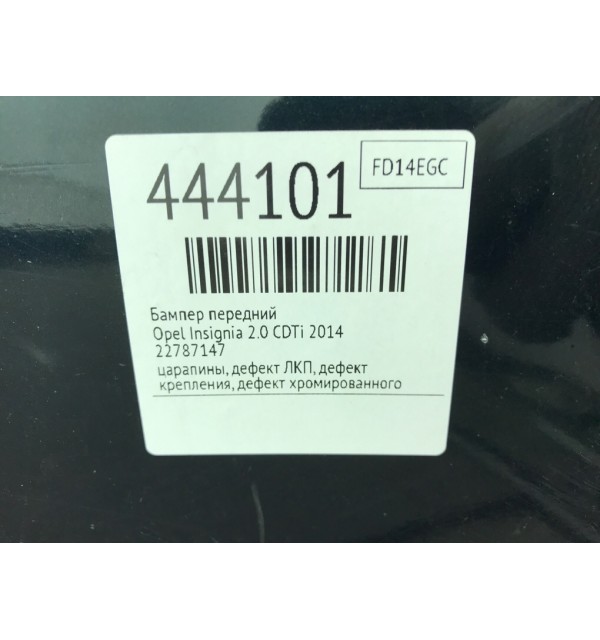 FD14EGC
444101
Бампер передний
Opel Insignia 2.0 CDTi 2014
22787147
царапины, дефект ЛКП, дефект
крепления, дефект хромированного